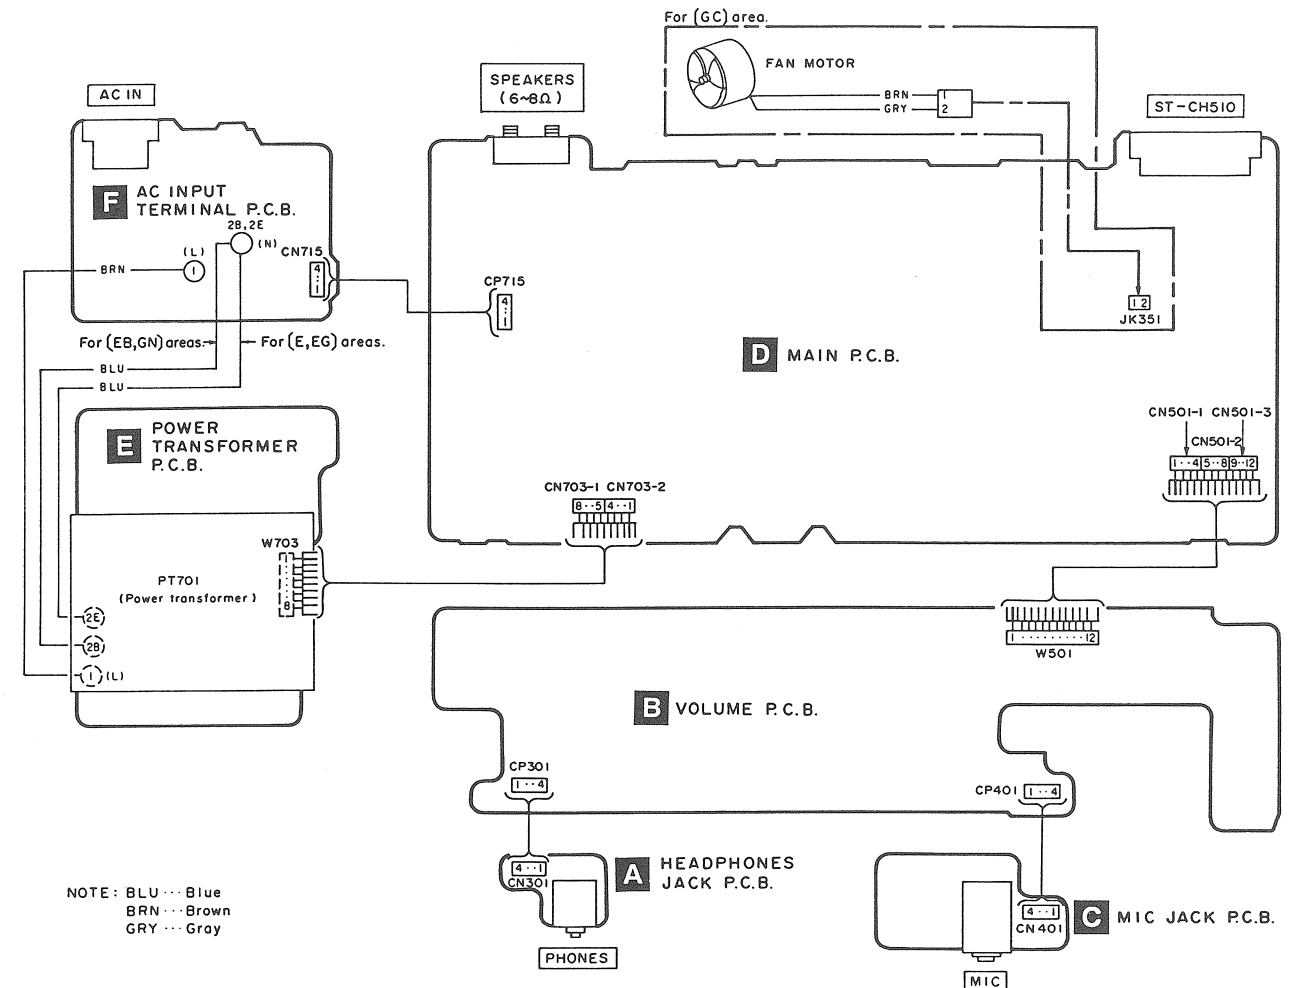 For (GC) area.
FAN MOTOR
BRN
GRY
1
2
AC IN
SPEAKERS
(6~8Ω)
ST-CH510
F
AC INPUT
TERMINAL P.C.B.
2B, 2E
(N)
(L)
1
BRN
CN715
4
··
1
CP715
4
··
1
1 2
JK351
For (EB, GN) areas.
For (E, EG) areas.
BLU
BLU
D
MAIN P.C.B.
E
POWER
TRANSFORMER
P.C.B.
CN501-1 CN501-3
CN501-2
1··4 5··8 9··12
CN703-1 CN703-2
8··5 4··1
W703
1
8
PT701
(Power transformer)
2E
2B
1 (L)
1 ········· 12
W501
B
VOLUME P.C.B.
CP301
1··4
CP401
1··4
4··1
CN301
A
HEADPHONES
JACK P.C.B.
PHONES
4··1
CN401
C
MIC JACK P.C.B.
MIC
NOTE: BLU ··· Blue
BRN ··· Brown
GRY ··· Gray